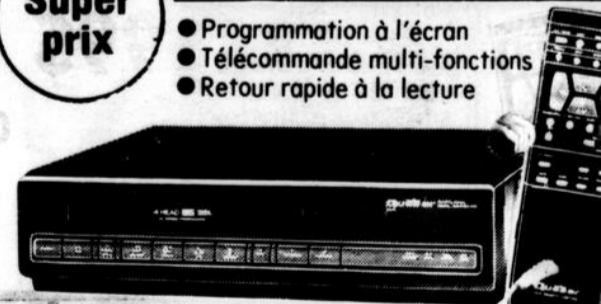 Super
prix
● Programmation à l'écran
● Télécommande multi-fonctions
● Retour rapide à la lecture
4 HEAD